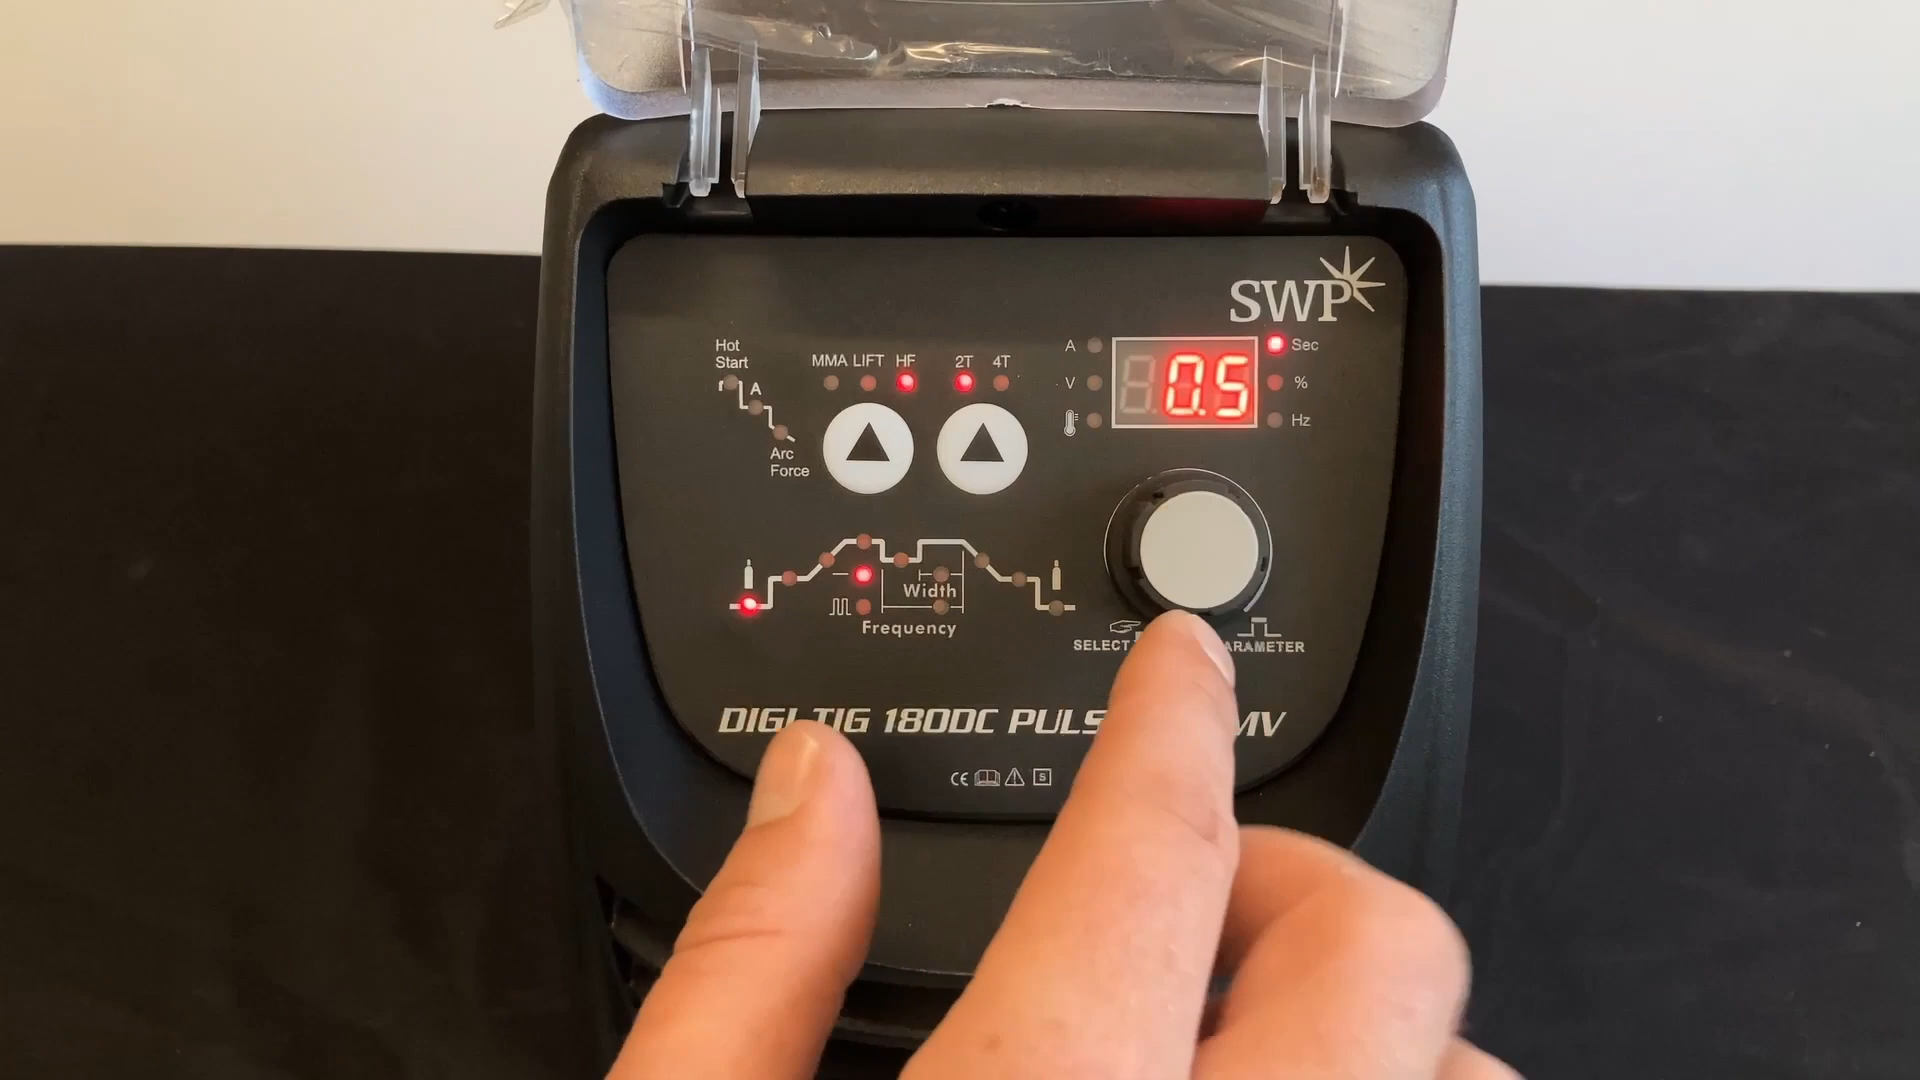 SWP
Hot
Start
MMA LIFT HF
2T 4T
A
Sec
V
%
Hz
0.5
A
Arc
Force
Width
Frequency
SELECT
ARAMETER
DIGI-TIG 180DC PULS MV
CE
S